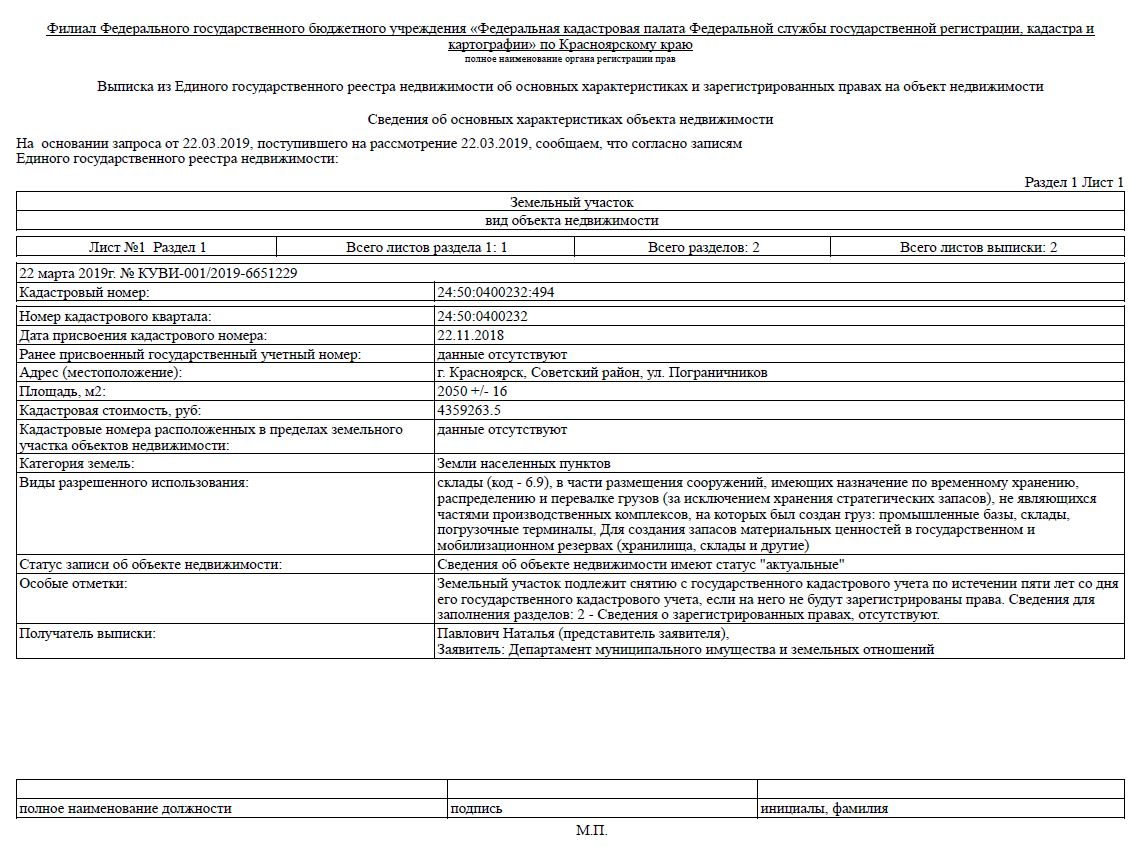 Филиал Федерального государственного бюджетного учреждения «Федеральная кадастровая палата Федеральной службы государственной регистрации, кадастра и
картографии» по Красноярскому краю
полное наименование органа регистрации прав
Выписка из Единого государственного реестра недвижимости об основных характеристиках и зарегистрированных правах на объект недвижимости
Сведения об основных характеристиках объекта недвижимости
На основании запроса от 22.03.2019, поступившего на рассмотрение 22.03.2019, сообщаем, что согласно записям
Единого государственного реестра недвижимости:
Раздел 1 Лист 1
Земельный участок
вид объекта недвижимости
Лист №1 Раздел 1 Всего листов раздела 1: 1 Всего разделов: 2 Всего листов выписки: 2
22 марта 2019г. № КУВИ-001/2019-6651229
Кадастровый номер: 24:50:0400232:494
Номер кадастрового квартала: 24:50:0400232
Дата присвоения кадастрового номера: 22.11.2018
Ранее присвоенный государственный учетный номер: данные отсутствуют
Адрес (местоположение): г. Красноярск, Советский район, ул. Пограничников
Площадь, м2: 2050 +/- 16
Кадастровая стоимость, руб: 4359263.5
Кадастровые номера расположенных в пределах земельного данные отсутствуют
участка объектов недвижимости:
Категория земель: Земли населенных пунктов
Виды разрешенного использования: склады (код - 6.9), в части размещения сооружений, имеющих назначение по временному хранению,
распределению и перевалке грузов (за исключением хранения стратегических запасов), не являющихся
частями производственных комплексов, на которых был создан груз: промышленные базы, склады,
погрузочные терминалы, Для создания запасов материальных ценностей в государственном и
мобилизационном резервах (хранилища, склады и другие)
Статус записи об объекте недвижимости: Сведения об объекте недвижимости имеют статус "актуальные"
Особые отметки: Земельный участок подлежит снятию с государственного кадастрового учета по истечении пяти лет со дня
его государственного кадастрового учета, если на него не будут зарегистрированы права. Сведения для
заполнения разделов: 2 - Сведения о зарегистрированных правах, отсутствуют.
Получатель выписки: Павлович Наталья (представитель заявителя),
Заявитель: Департамент муниципального имущества и земельных отношений
полное наименование должности подпись инициалы, фамилия
М.П.